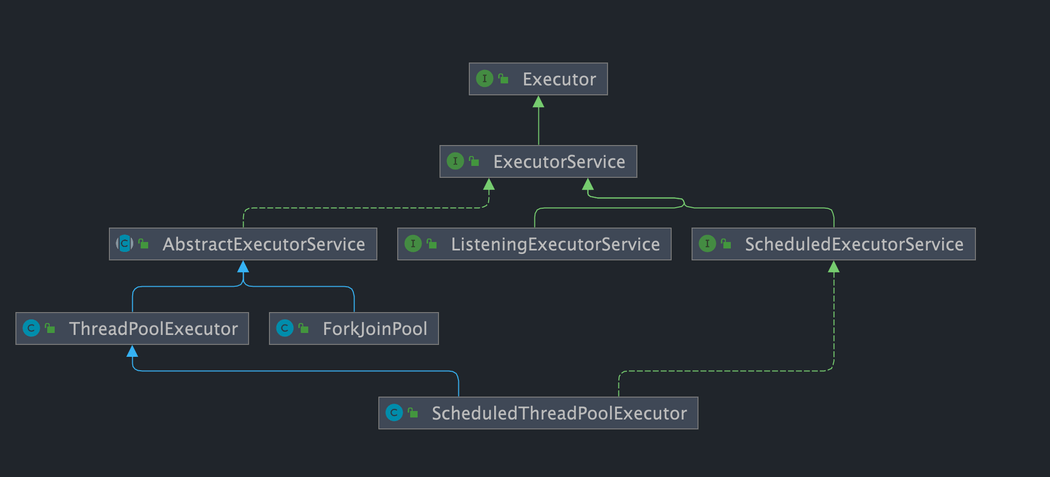 I Executor
I ExecutorService
C AbstractExecutorService
I ListeningExecutorService
I ScheduledExecutorService
C ThreadPoolExecutor
C ForkJoinPool
C ScheduledThreadPoolExecutor